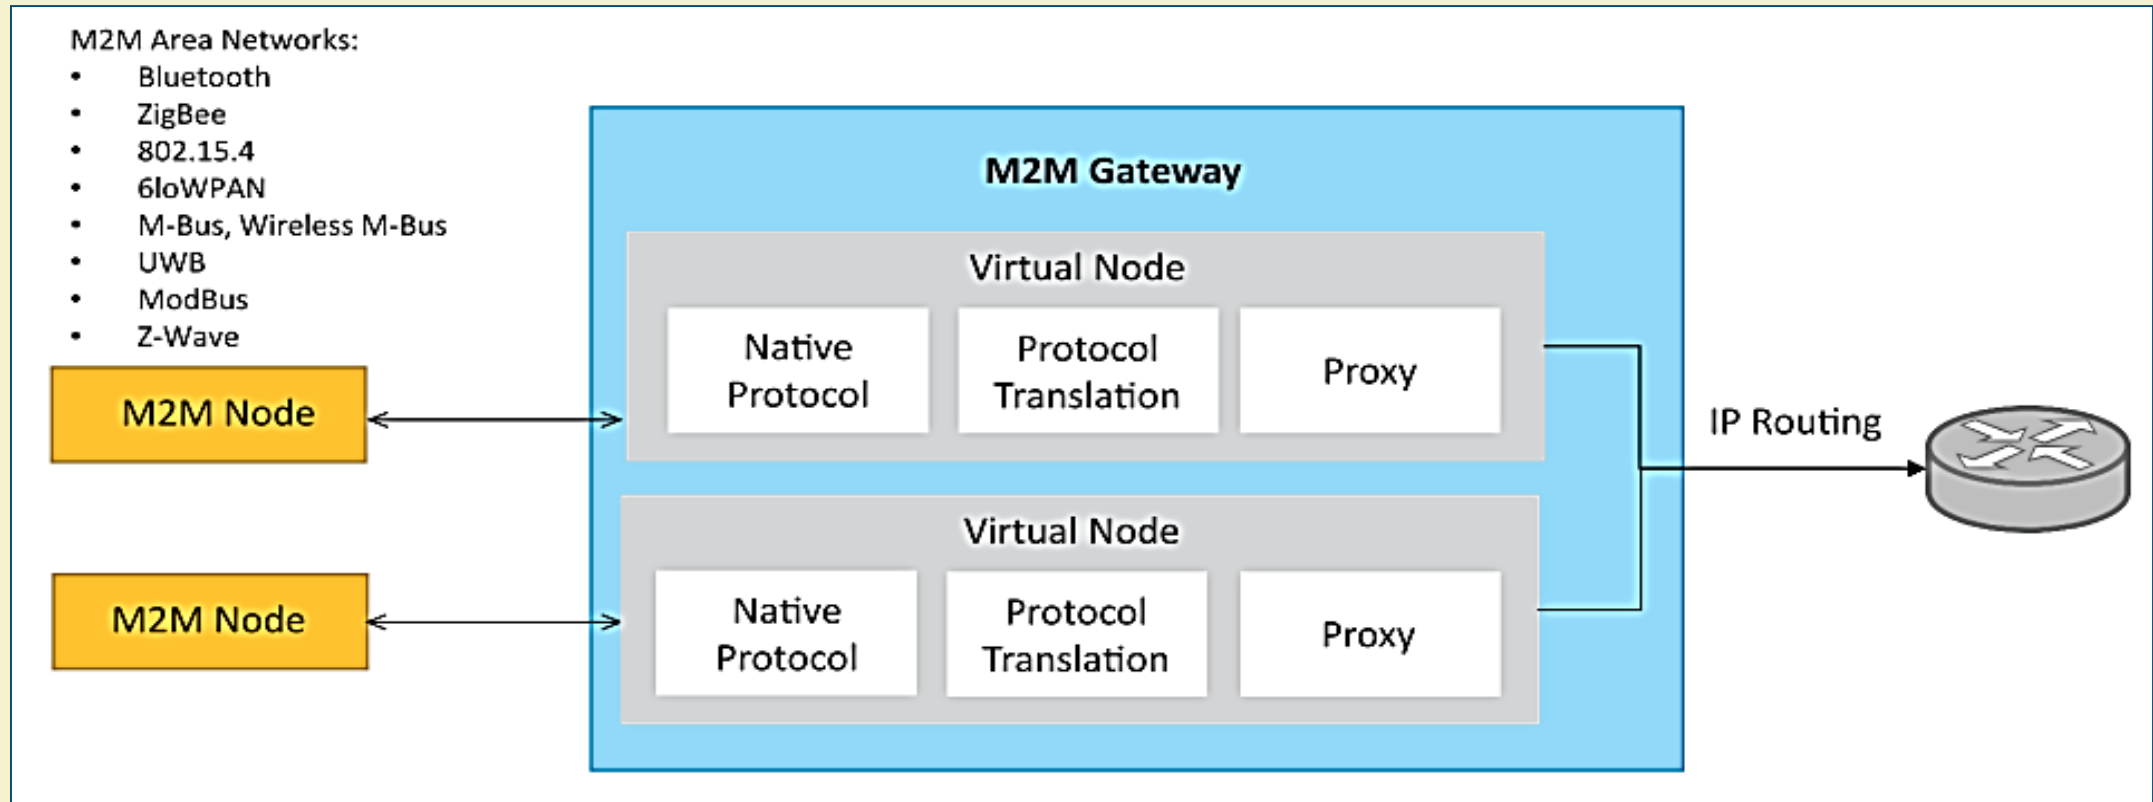 M2M Area Networks:
• Bluetooth
• ZigBee
• 802.15.4
• 6loWPAN
• M-Bus, Wireless M-Bus
• UWB
• ModBus
• Z-Wave
M2M Node
M2M Node
M2M Gateway
Virtual Node
Native
Protocol
Protocol
Translation
Proxy
Virtual Node
Native
Protocol
Protocol
Translation
Proxy
IP Routing